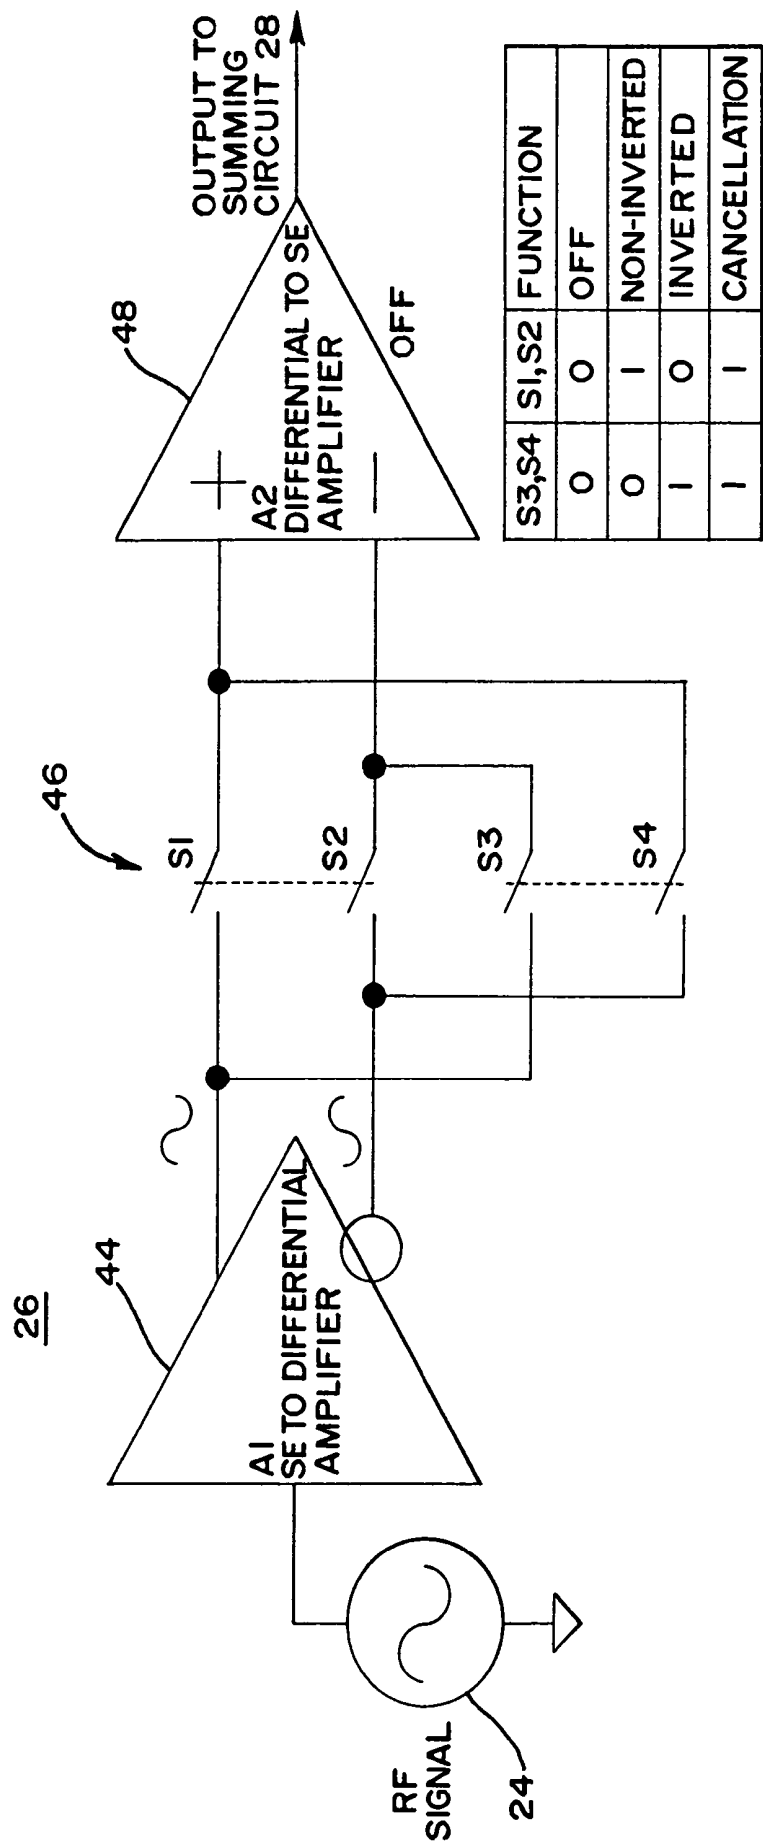 26
44
46
48
OUTPUT TO
SUMMING
CIRCUIT 28
RF
SIGNAL
24
A1
SE TO DIFFERENTIAL
AMPLIFIER
S1
S2
S3
S4
+
−
A2
DIFFERENTIAL TO SE
AMPLIFIER
OFF
S3,S4 S1,S2 FUNCTION
0 0 OFF
0 1 NON-INVERTED
1 0 INVERTED
1 1 CANCELLATION